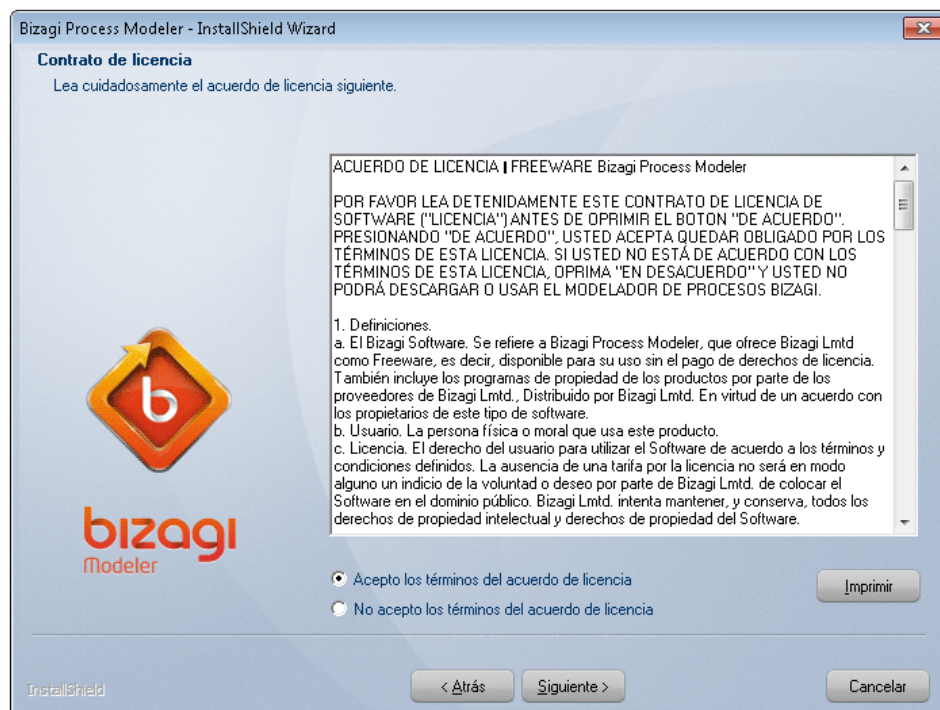 Bizagi Process Modeler - InstallShield Wizard
Contrato de licencia
Lea cuidadosamente el acuerdo de licencia siguiente.
ACUERDO DE LICENCIA | FREEWARE Bizagi Process Modeler
POR FAVOR LEA DETENIDAMENTE ESTE CONTRATO DE LICENCIA DE
SOFTWARE ("LICENCIA") ANTES DE OPRIMIR EL BOTON "DE ACUERDO".
PRESIONANDO "DE ACUERDO", USTED ACEPTA QUEDAR OBLIGADO POR LOS
TÉRMINOS DE ESTA LICENCIA. SI USTED NO ESTÁ DE ACUERDO CON LOS
TÉRMINOS DE ESTA LICENCIA, OPRIMA "EN DESACUERDO" Y USTED NO
PODRÁ DESCARGAR O USAR EL MODELADOR DE PROCESOS BIZAGI.
1. Definiciones.
a. El Bizagi Software. Se refiere a Bizagi Process Modeler, que ofrece Bizagi Lmtd
como Freeware, es decir, disponible para su uso sin el pago de derechos de licencia.
También incluye los programas de propiedad de los productos por parte de los
proveedores de Bizagi Lmtd., Distribuido por Bizagi Lmtd. En virtud de un acuerdo con
los propietarios de este tipo de software.
b. Usuario. La persona física o moral que usa este producto.
c. Licencia. El derecho del usuario para utilizar el Software de acuerdo a los términos y
condiciones definidos. La ausencia de una tarifa por la licencia no será en modo
alguno un indicio de la voluntad o deseo por parte de Bizagi Lmtd. de colocar el
Software en el dominio público. Bizagi Lmtd. intenta mantener, y conserva, todos los
derechos de propiedad intelectual y derechos de propiedad del Software.
b
bizagi
Modeler
Acepto los términos del acuerdo de licencia
No acepto los términos del acuerdo de licencia
Imprimir
InstallShield
< Atrás
Siguiente >
Cancelar